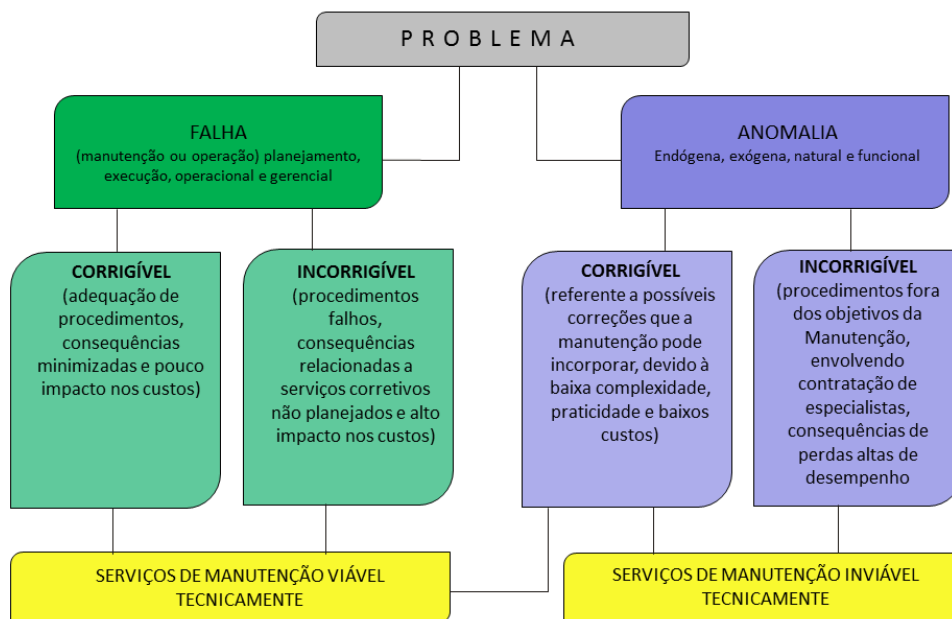 PROBLEMA
FALHA
(manutenção ou operação) planejamento,
execução, operacional e gerencial
ANOMALIA
Endógena, exógena, natural e funcional
CORRIGÍVEL
(adequação de
procedimentos,
consequências
minimizadas e pouco
impacto nos custos)
INCORRIGÍVEL
(procedimentos
falhos,
consequências
relacionadas a
serviços corretivos
não planejados e alto
impacto nos custos)
CORRIGÍVEL
(referente a possíveis
correções que a
manutenção pode
incorporar, devido à
baixa complexidade,
praticidade e baixos
custos)
INCORRIGÍVEL
(procedimentos fora
dos objetivos da
Manutenção,
envolvendo
contratação de
especialistas,
consequências de
perdas altas de
desempenho
SERVIÇOS DE MANUTENÇÃO VIÁVEL
TECNICAMENTE
SERVIÇOS DE MANUTENÇÃO INVIÁVEL
TECNICAMENTE